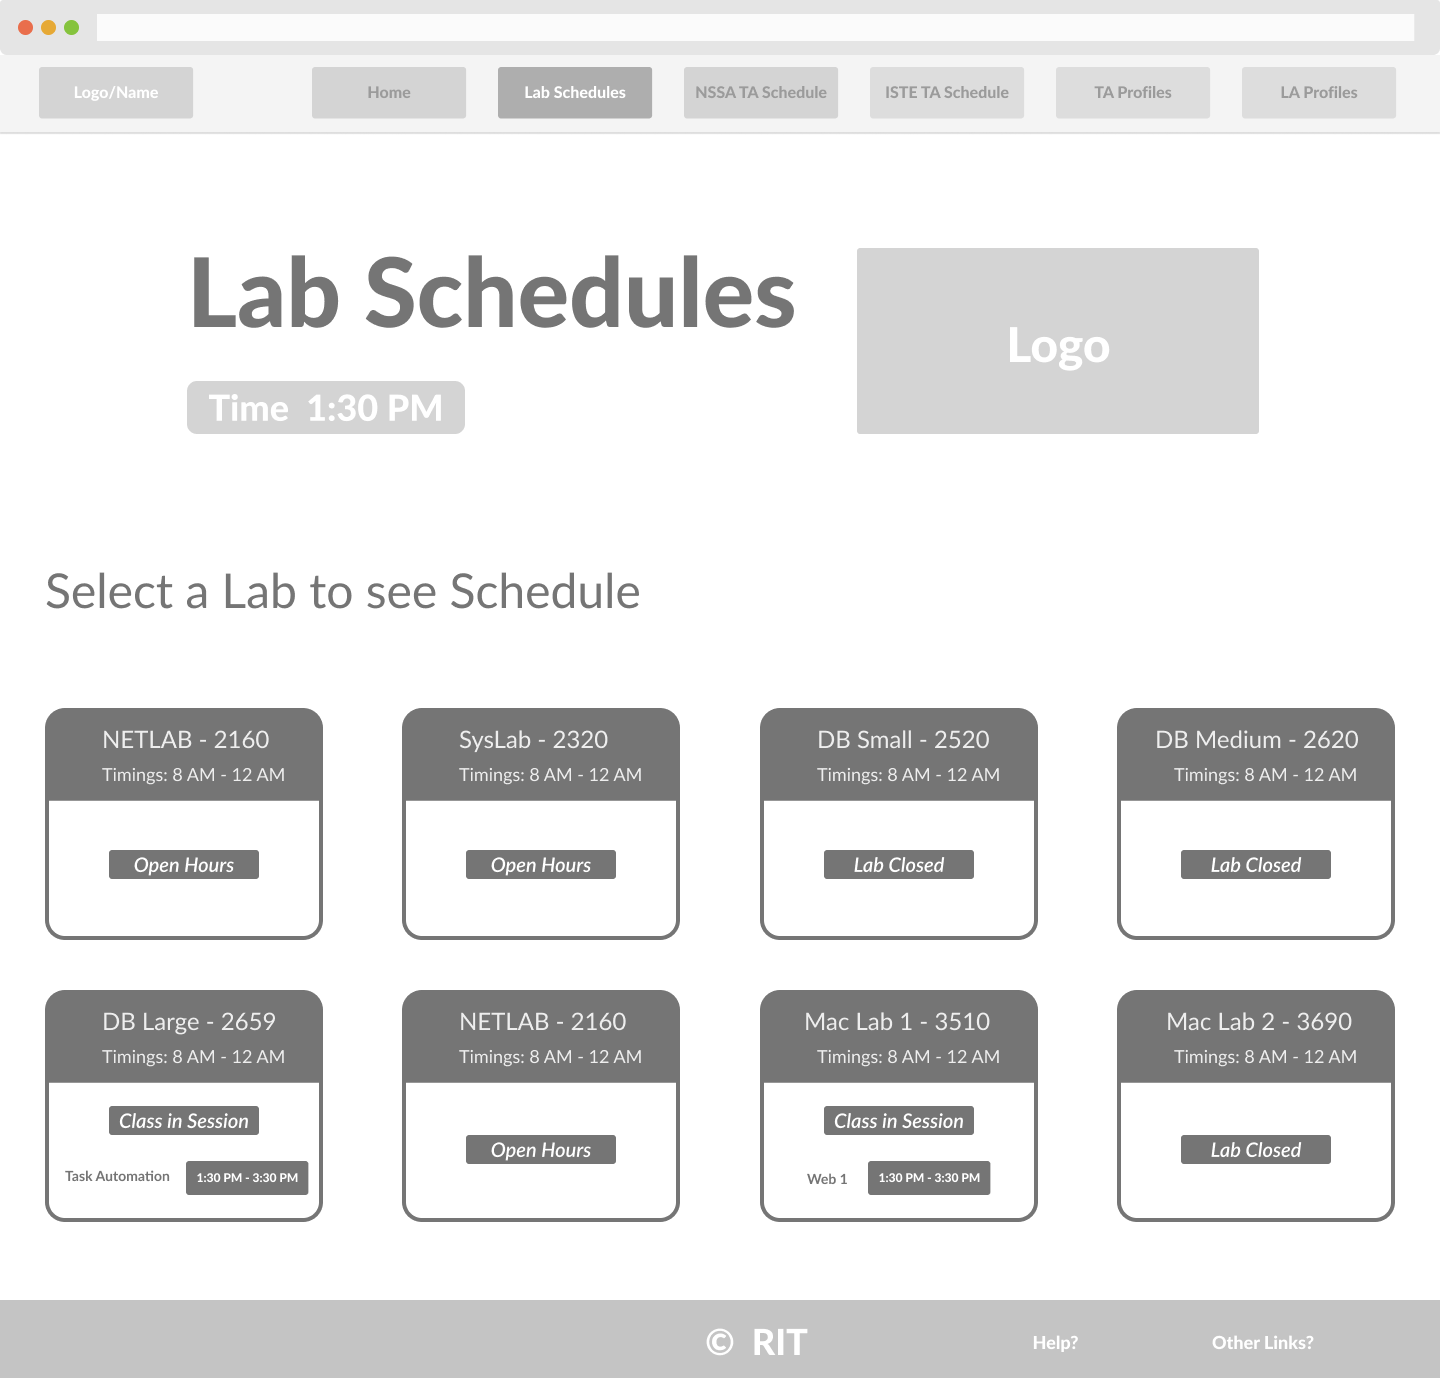 Logo/Name
Home
Lab Schedules
NSSA TA Schedule
ISTE TA Schedule
TA Profiles
LA Profiles
Lab Schedules
Time 1:30 PM
Logo
Select a Lab to see Schedule
NETLAB - 2160
Timings: 8 AM - 12 AM
Open Hours
SysLab - 2320
Timings: 8 AM - 12 AM
Open Hours
DB Small - 2520
Timings: 8 AM - 12 AM
Lab Closed
DB Medium - 2620
Timings: 8 AM - 12 AM
Lab Closed
DB Large - 2659
Timings: 8 AM - 12 AM
Class in Session
Task Automation 1:30 PM - 3:30 PM
NETLAB - 2160
Timings: 8 AM - 12 AM
Open Hours
Mac Lab 1 - 3510
Timings: 8 AM - 12 AM
Class in Session
Web 1 1:30 PM - 3:30 PM
Mac Lab 2 - 3690
Timings: 8 AM - 12 AM
Lab Closed
© RIT
Help?
Other Links?